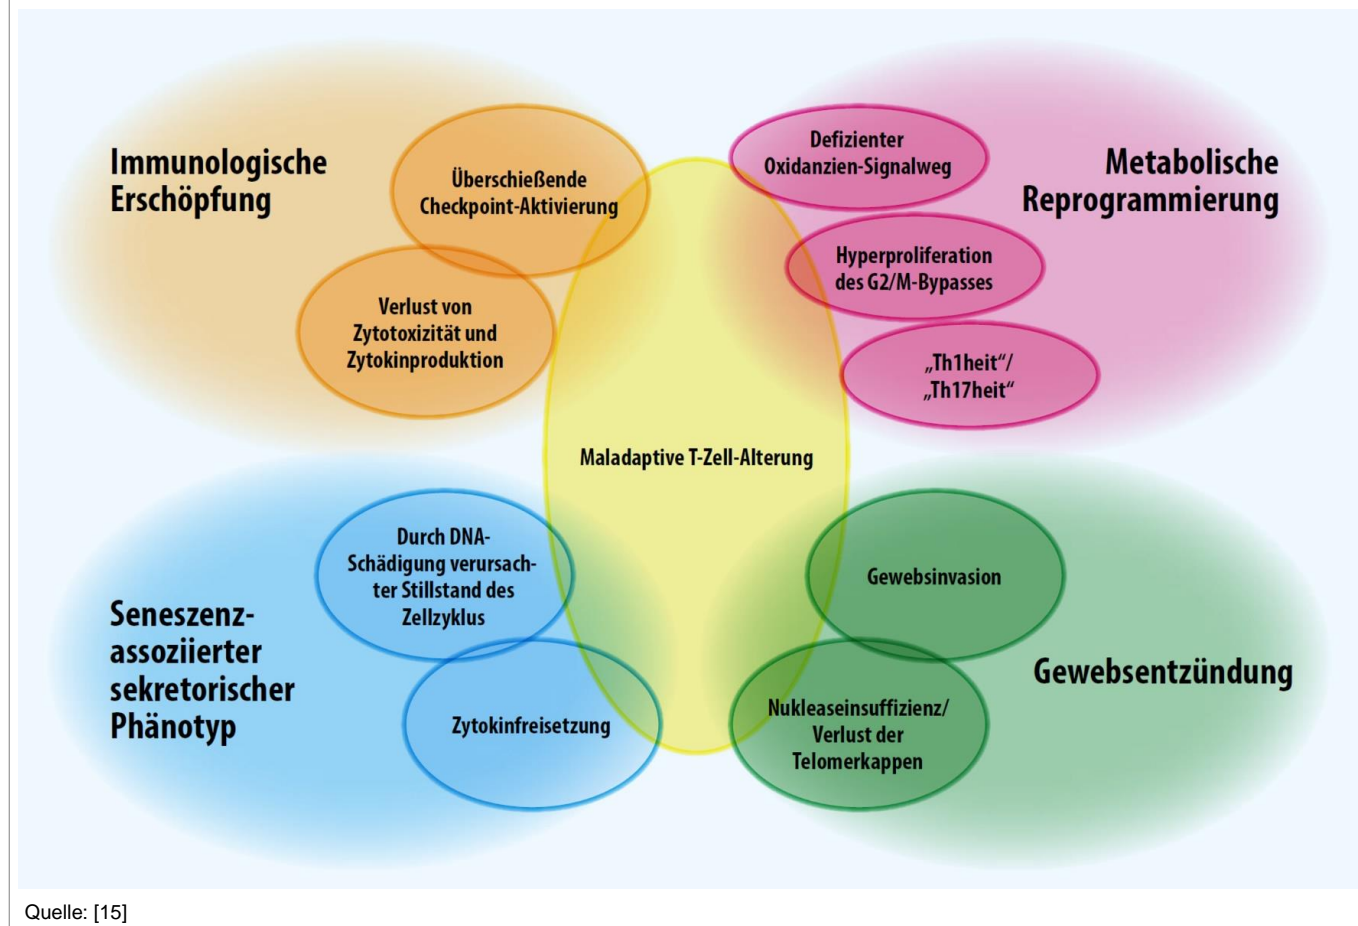 Immunologische
Erschöpfung
Überschießende
Checkpoint-Aktivierung
Verlust von
Zytotoxizität und
Zytokinproduktion
Defizienter
Oxidanzien-Signalweg
Metabolische
Reprogrammierung
Hyperproliferation
des G2/M-Bypasses
„Th1heit“/
„Th17heit“
Maladaptive T-Zell-Alterung
Durch DNA-
Schädigung verursach-
ter Stillstand des
Zellzyklus
Seneszenz-
assoziierter
sekretorischer
Phänotyp
Zytokinfreisetzung
Gewebsinvasion
Gewebsentzündung
Nukleaseinsuffizienz/
Verlust der
Telomerkappen
Quelle: [15]